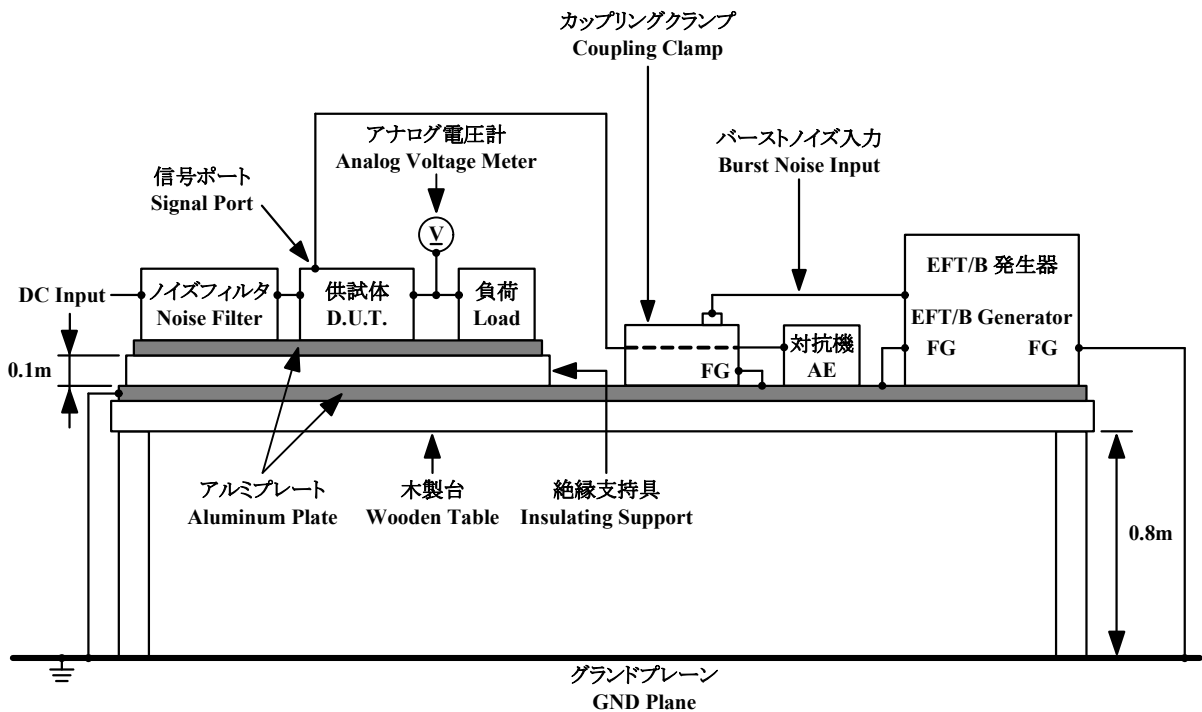 カップリングクランプ
Coupling Clamp
アナログ電圧計
Analog Voltage Meter
バーストノイズ入力
Burst Noise Input
信号ポート
Signal Port
V
DC Input
ノイズフィルタ
Noise Filter
供試体
D.U.T.
負荷
Load
EFT/B 発生器
EFT/B Generator
FG
FG
対抗機
AE
FG
0.1m
アルミプレート
Aluminum Plate
木製台
Wooden Table
絶縁支持具
Insulating Support
0.8m
グランドプレーン
GND Plane